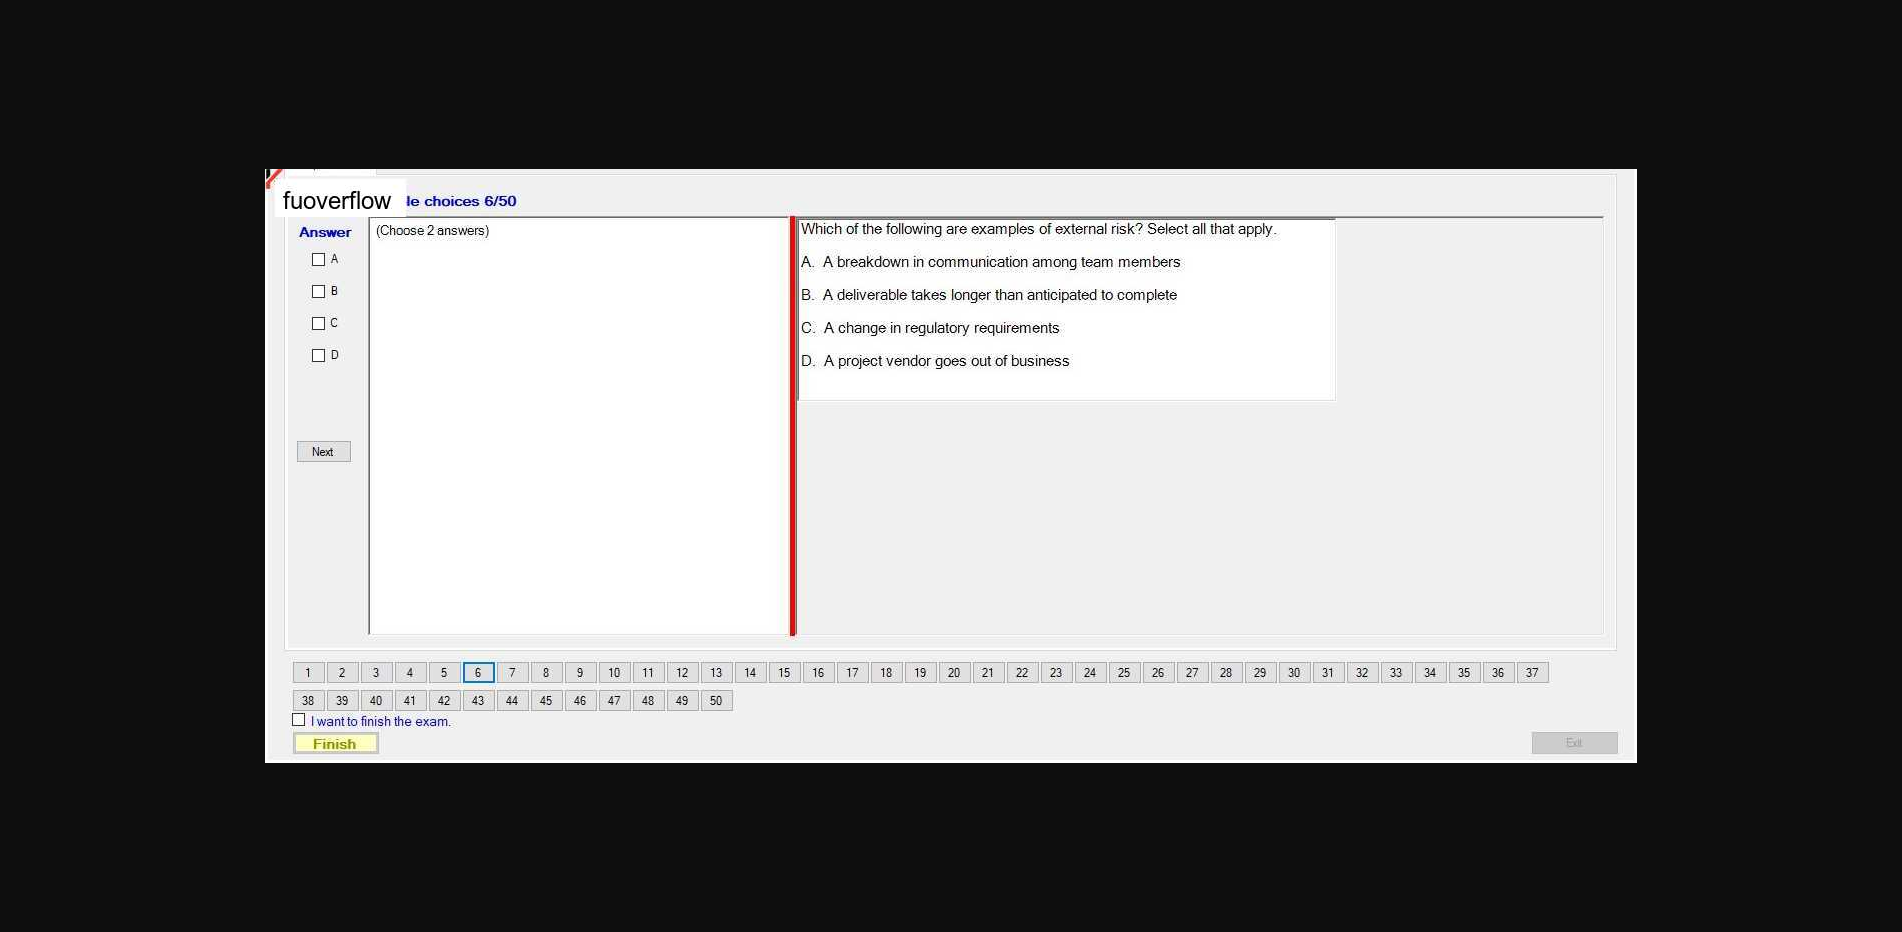 fuoverflow
le choices 6/50
Answer
(Choose 2 answers)
A
B
C
D
Next
Which of the following are examples of external risk? Select all that apply.
A. A breakdown in communication among team members
B. A deliverable takes longer than anticipated to complete
C. A change in regulatory requirements
D. A project vendor goes out of business
1 2 3 4 5 6 7 8 9 10 11 12 13 14 15 16 17 18 19 20 21 22 23 24 25 26 27 28 29 30 31 32 33 34 35 36 37
38 39 40 41 42 43 44 45 46 47 48 49 50
I want to finish the exam.
Finish
Exit